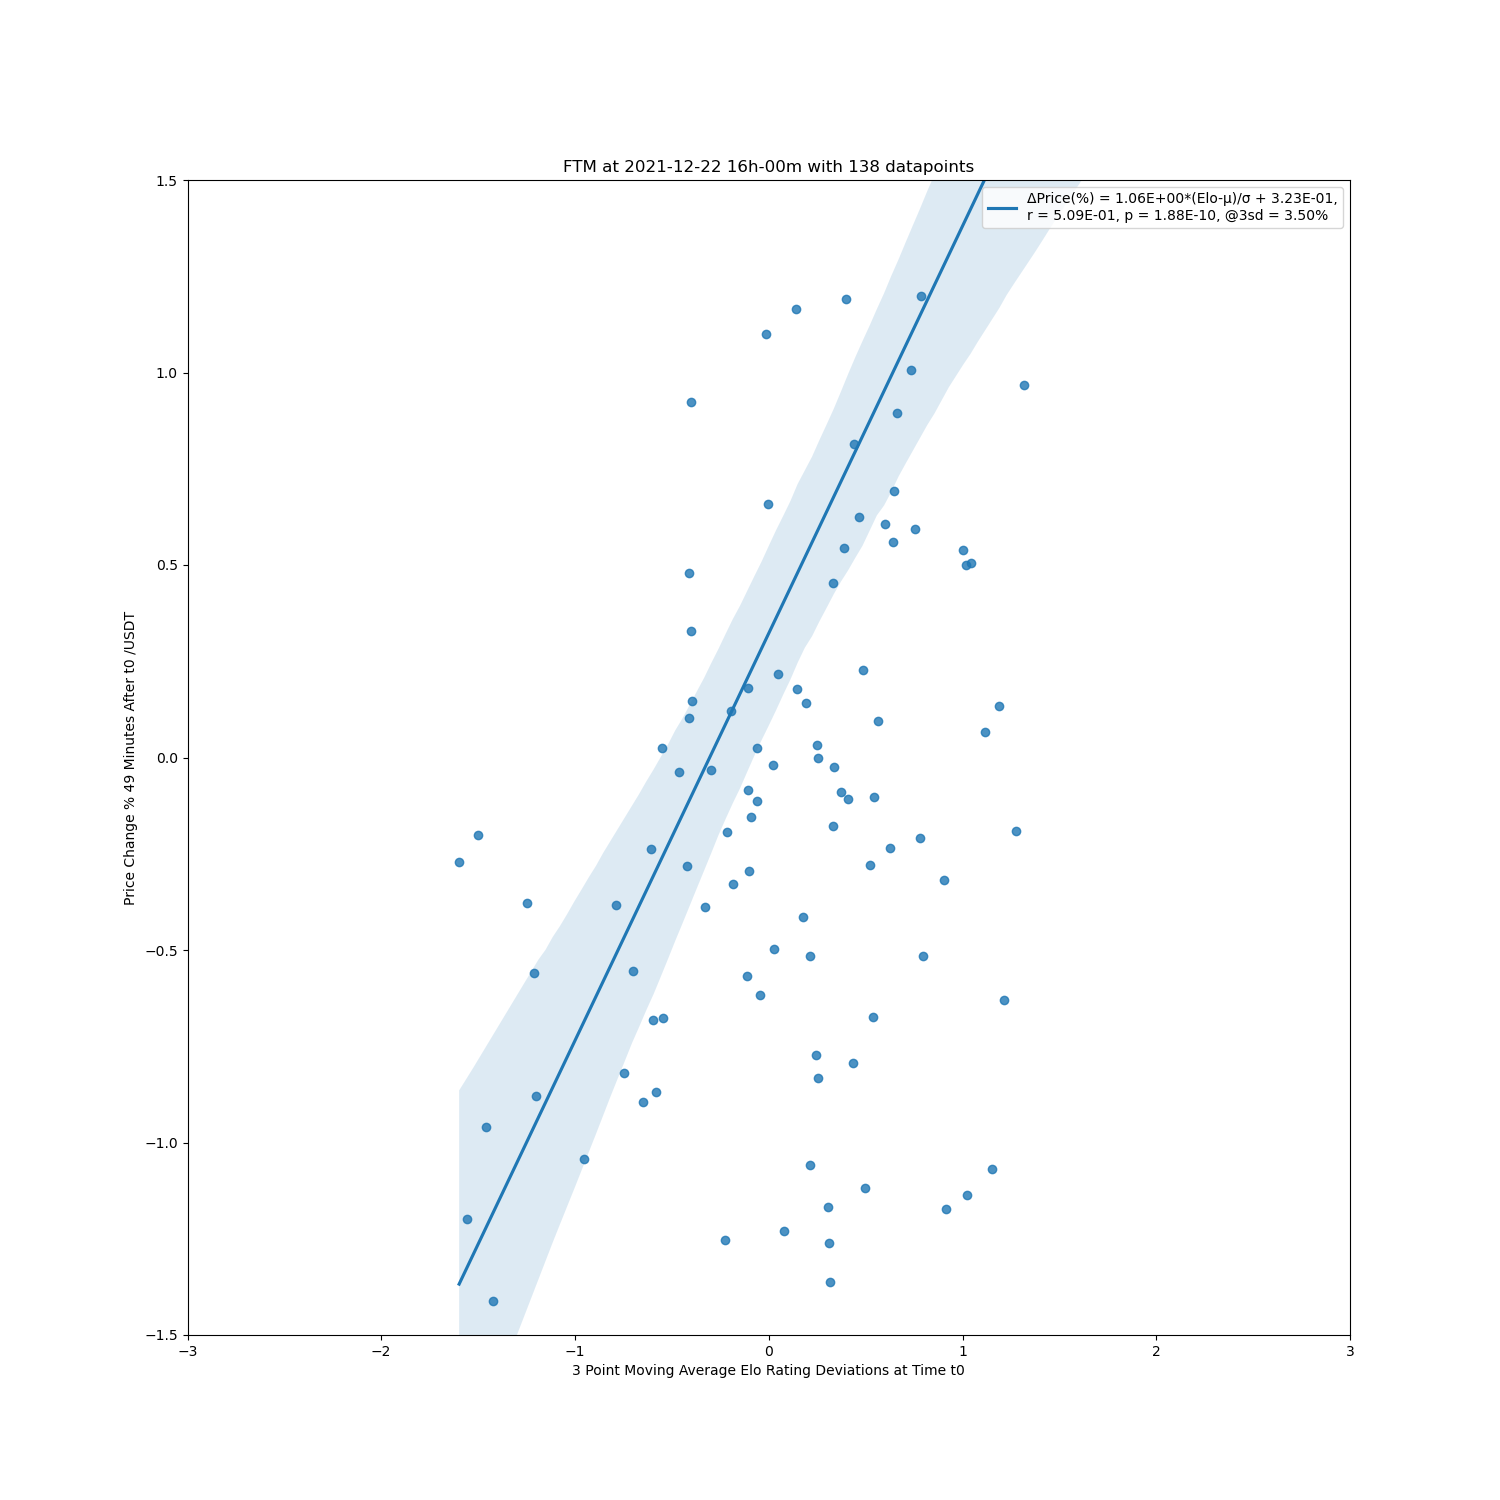 FTM at 2021-12-22 16h-00m with 138 datapoints
ΔPrice(%) = 1.06E+00*(Elo-μ)/σ + 3.23E-01,
r = 5.09E-01, p = 1.88E-10, @3sd = 3.50%
Price Change % 49 Minutes After t0 /USDT
1.5
1.0
0.5
0.0
−0.5
−1.0
−1.5
−3
−2
−1
0
1
2
3
3 Point Moving Average Elo Rating Deviations at Time t0